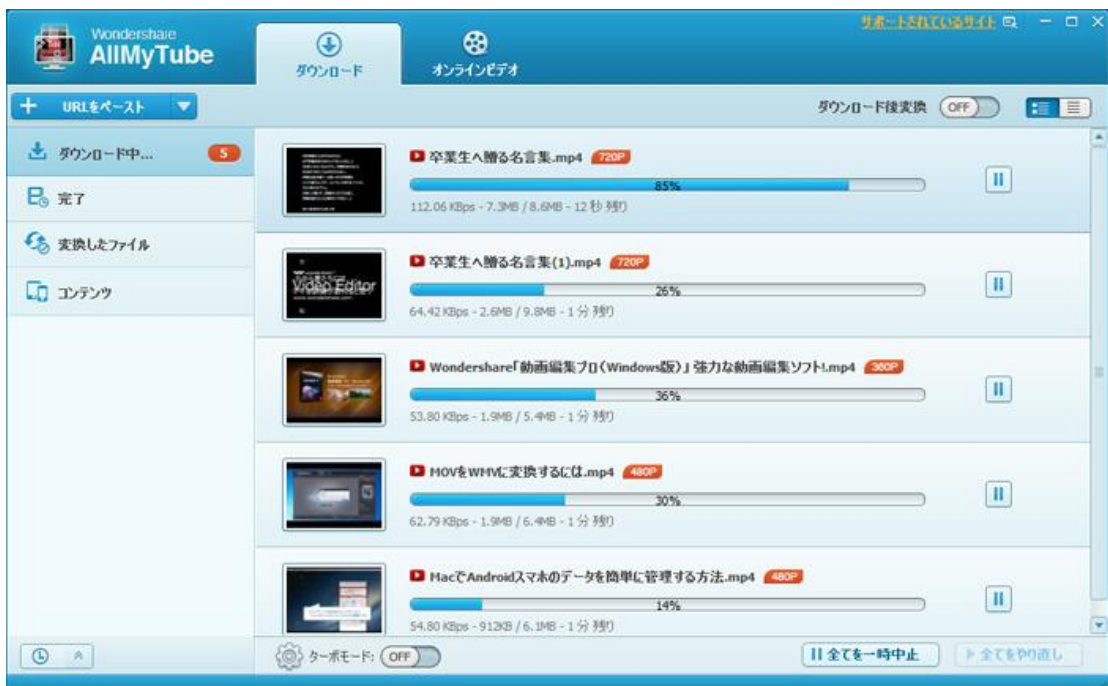 Wondershare
AllMyTube
ダウンロード
オンラインビデオ
サポートされているサイト
URLをペースト
ダウンロード後変換
OFF
ダウンロード中...
5
完了
変換したファイル
コンテンツ
卒業生へ贈る名言集.mp4 720P
85%
112.06 KBps - 7.3MB / 8.6MB - 12 秒 残り
卒業生へ贈る名言集(1).mp4 720P
Video Editor
26%
64.42 KBps - 2.6MB / 9.8MB - 1 分 残り
Wondershare「動画編集プロ(Windows版)」強力な動画編集ソフト!.mp4 360P
36%
53.80 KBps - 1.9MB / 5.4MB - 1 分 残り
MOVをWMVに変換するには.mp4 480P
30%
62.79 KBps - 1.9MB / 6.4MB - 1 分 残り
MacでAndroidスマホのデータを簡単に管理する方法.mp4 480P
14%
54.80 KBps - 912KB / 6.1MB - 1 分 残り
ターボモード: OFF
全てを一時中止
全てをやり直し